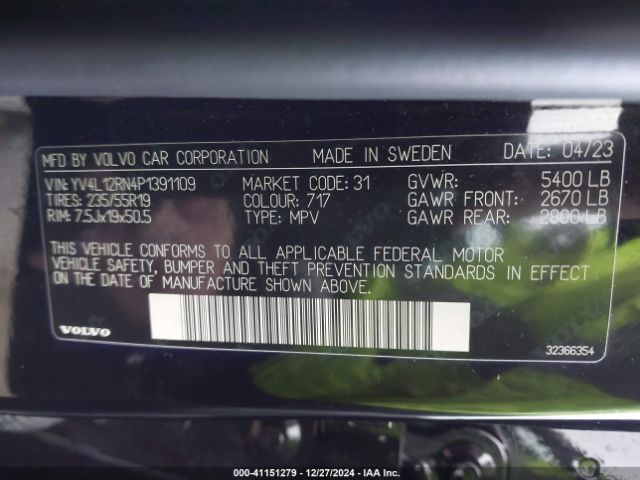 MFD BY VOLVO CAR CORPORATION MADE IN SWEDEN DATE: 04/23
VIN: YV4L12RN4P1391109 MARKET CODE: 31 GVWR: 5400 LB
TIRES: 235/55R19 COLOUR: 717 GAWR FRONT: 2670 LB
RIM: 7.5Jx19x50.5 TYPE: MPV GAWR REAR: 2800 LB
THIS VEHICLE CONFORMS TO ALL APPLICABLE FEDERAL MOTOR
VEHICLE SAFETY, BUMPER AND THEFT PREVENTION STANDARDS IN EFFECT
ON THE DATE OF MANUFACTURE SHOWN ABOVE.
VOLVO
32366354
000-41151279 - 12/27/2024 - IAA Inc.